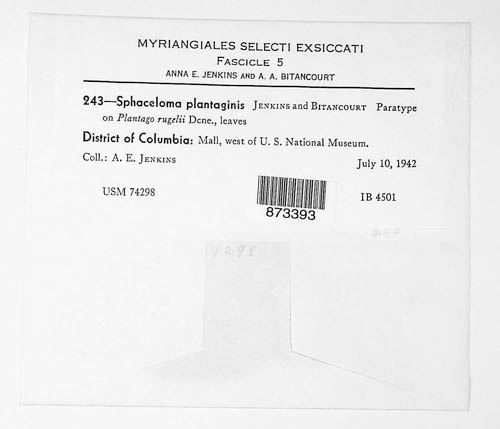 MYRIANGIALES SELECTI EXSICCATI
FASCICLE 5
ANNA E. JENKINS AND A. A. BITANCOURT
243—Sphaceloma plantaginis JENKINS and BITANCOURT Paratype
on Plantago rugelii Dcne., leaves
District of Columbia: Mall, west of U. S. National Museum.
Coll.: A. E. JENKINS July 10, 1942
USM 74298 IB 4501
873393